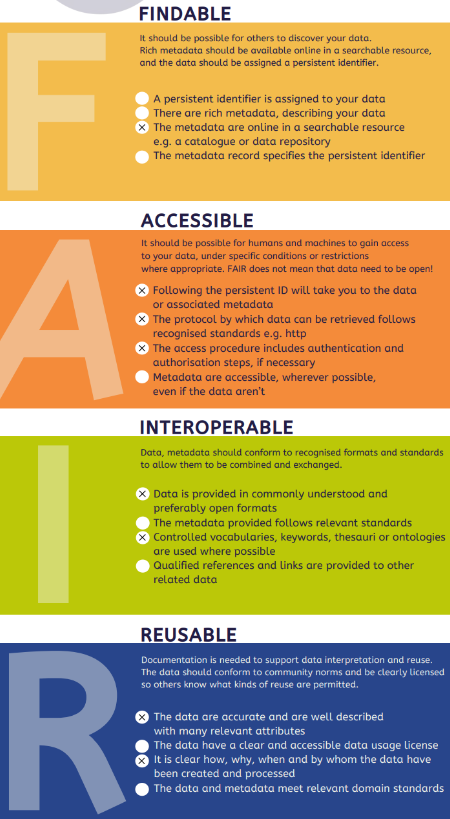 FINDABLE
It should be possible for others to discover your data.
Rich metadata should be available online in a searchable resource,
and the data should be assigned a persistent identifier.
F
A persistent identifier is assigned to your data
There are rich metadata, describing your data
The metadata are online in a searchable resource
e.g. a catalogue or data repository
The metadata record specifies the persistent identifier
ACCESSIBLE
It should be possible for humans and machines to gain access
to your data, under specific conditions or restrictions
where appropriate. FAIR does not mean that data need to be open!
A
Following the persistent ID will take you to the data
or associated metadata
The protocol by which data can be retrieved follows
recognised standards e.g. http
The access procedure includes authentication and
authorisation steps, if necessary
Metadata are accessible, wherever possible,
even if the data aren't
INTEROPERABLE
Data, metadata should conform to recognised formats and standards
to allow them to be combined and exchanged.
I
Data is provided in commonly understood and
preferably open formats
The metadata provided follows relevant standards
Controlled vocabularies, keywords, thesauri or ontologies
are used where possible
Qualified references and links are provided to other
related data
REUSABLE
Documentation is needed to support data interpretation and reuse.
The data should conform to community norms and be clearly licensed
so others know what kinds of reuse are permitted.
R
The data are accurate and are well described
with many relevant attributes
The data have a clear and accessible data usage license
It is clear how, why, when and by whom the data have
been created and processed
The data and metadata meet relevant domain standards